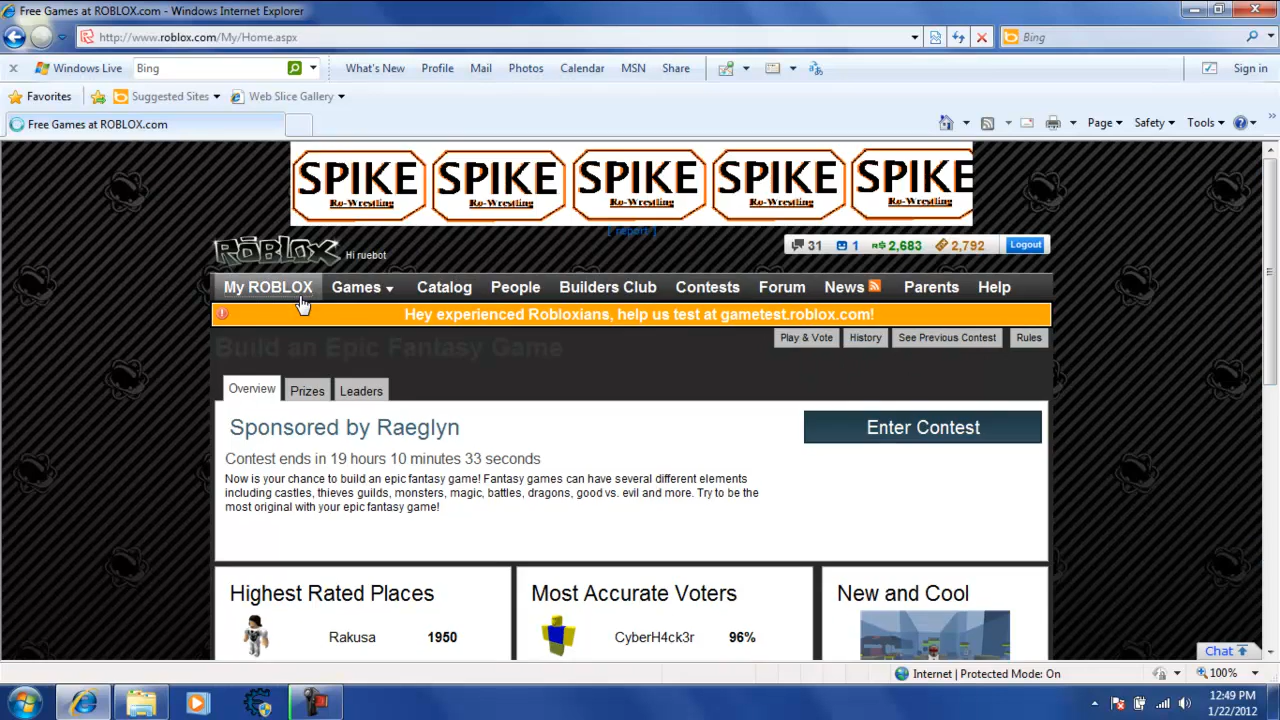 Free Games at ROBLOX.com - Windows Internet Explorer
http://www.roblox.com/My/Home.aspx
Bing
Windows Live
Bing
What's New
Profile
Mail
Photos
Calendar
MSN
Share
Sign in
Favorites
Suggested Sites
Web Slice Gallery
Free Games at ROBLOX.com
Page
Safety
Tools
SPIKE SPIKE SPIKE SPIKE SPIKE
Ro-Wrestling Ro-Wrestling Ro-Wrestling Ro-Wrestling Ro-Wrestling
[ report ]
ROBLOX
Hi ruebot
31
1
R$ 2,683
2,792
Logout
My ROBLOX
Games
Catalog
People
Builders Club
Contests
Forum
News
Parents
Help
Hey experienced Robloxians, help us test at gametest.roblox.com!
Build an Epic Fantasy Game
Play & Vote
History
See Previous Contest
Rules
Overview
Prizes
Leaders
Sponsored by Raeglyn
Enter Contest
Contest ends in 19 hours 10 minutes 33 seconds
Now is your chance to build an epic fantasy game! Fantasy games can have several different elements
including castles, thieves guilds, monsters, magic, battles, dragons, good vs. evil and more. Try to be the
most original with your epic fantasy game!
Highest Rated Places
Most Accurate Voters
New and Cool
Rakusa
1950
CyberH4ck3r
96%
Chat
Internet | Protected Mode: On
100%
12:49 PM
1/22/2012